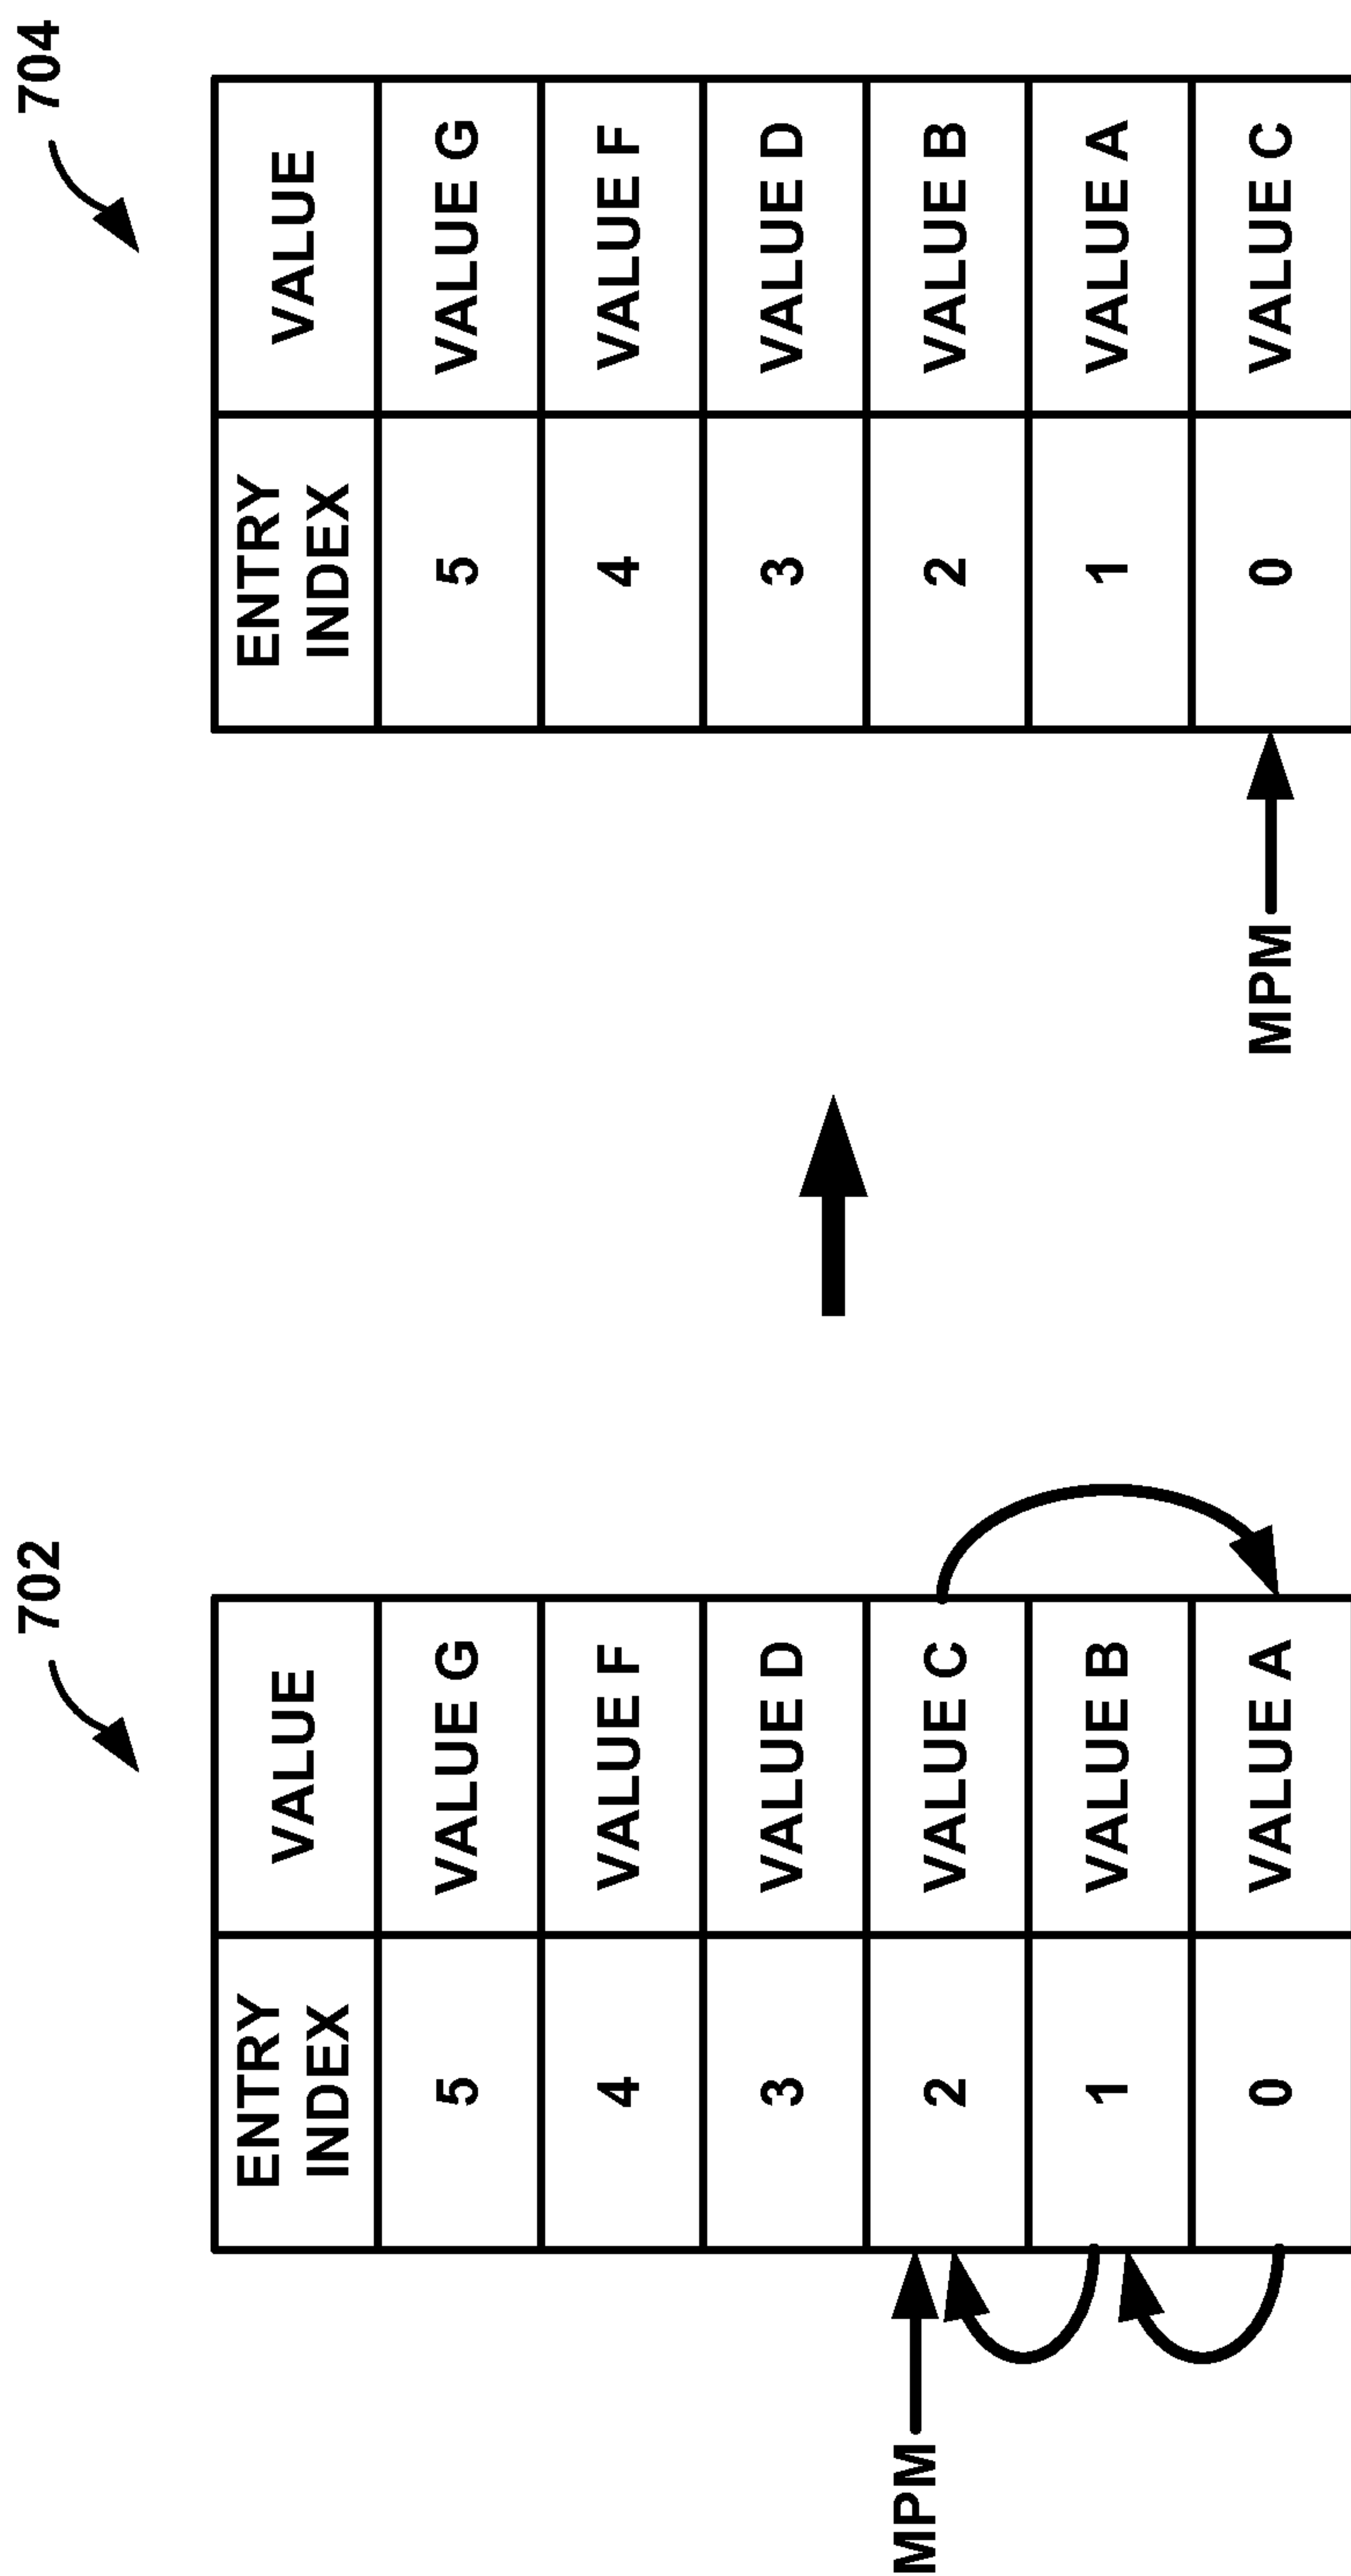 702
ENTRY
INDEX
VALUE
5
VALUE G
4
VALUE F
3
VALUE D
MPM
2
VALUE C
1
VALUE B
0
VALUE A
704
ENTRY
INDEX
VALUE
5
VALUE G
4
VALUE F
3
VALUE D
2
VALUE B
1
VALUE A
MPM
0
VALUE C